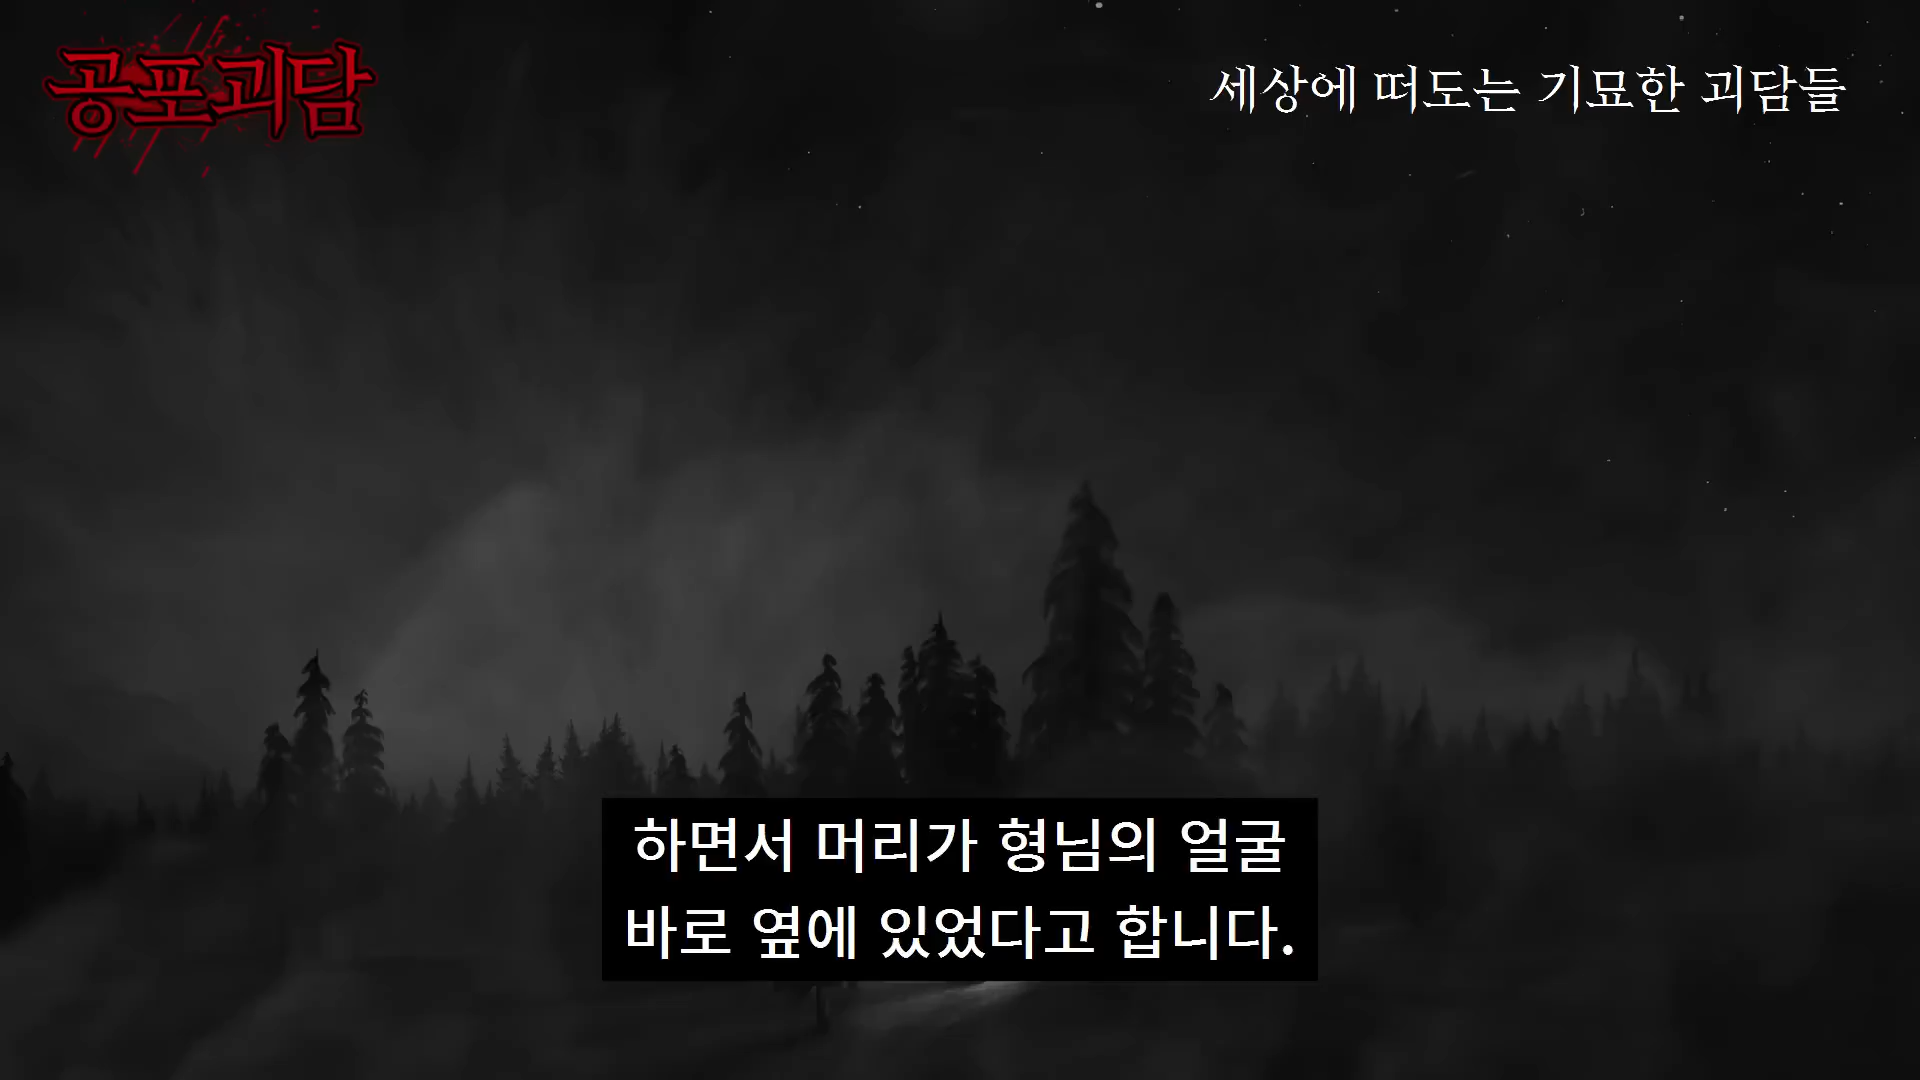 공포괴담
세상에 떠도는 기묘한 괴담들
하면서 머리가 형님의 얼굴
바로 옆에 있었다고 합니다.